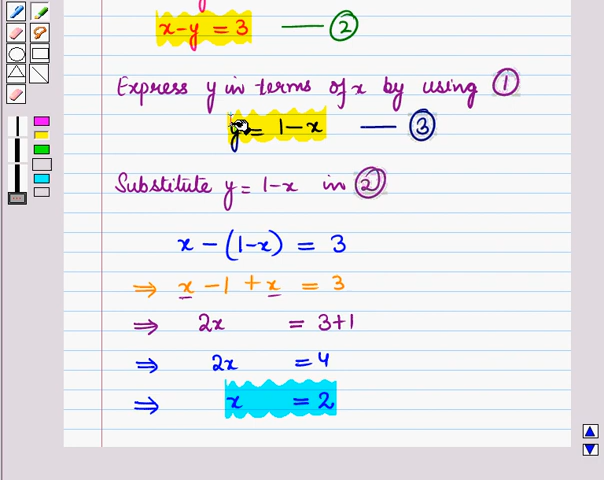 x-y = 3 —— ②
Express y in terms of x by using ①
y = 1-x —— ③
Substitute y = 1-x in ②
x - (1-x) = 3
⇒ x - 1 + x = 3
⇒ 2x = 3+1
⇒ 2x = 4
⇒ x = 2